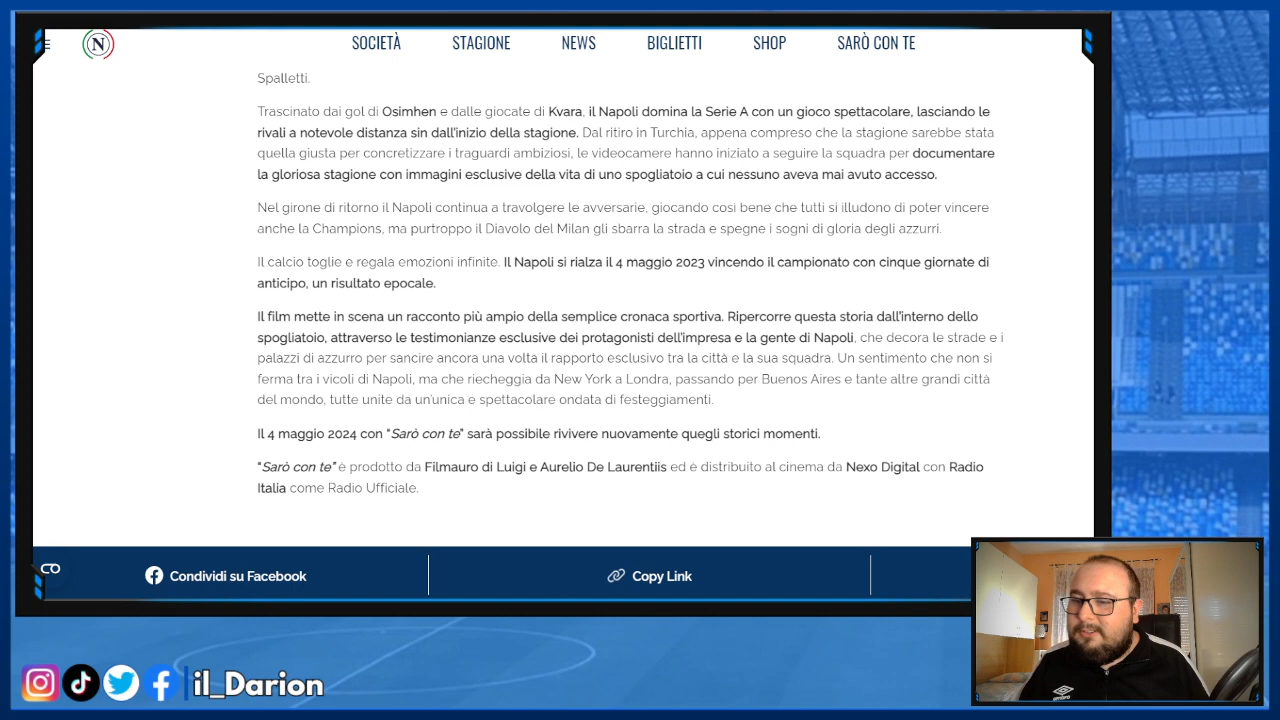 N
SOCIETÀ STAGIONE NEWS BIGLIETTI SHOP SARÒ CON TE
Spalletti.
Trascinato dai gol di Osimhen e dalle giocate di Kvara, il Napoli domina la Serie A con un gioco spettacolare, lasciando le
rivali a notevole distanza sin dall'inizio della stagione. Dal ritiro in Turchia, appena compreso che la stagione sarebbe stata
quella giusta per concretizzare i traguardi ambiziosi, le videocamere hanno iniziato a seguire la squadra per documentare
la gloriosa stagione con immagini esclusive della vita di uno spogliatoio a cui nessuno aveva mai avuto accesso.
Nel girone di ritorno il Napoli continua a travolgere le avversarie, giocando così bene che tutti si illudono di poter vincere
anche la Champions, ma purtroppo il Diavolo del Milan gli sbarra la strada e spegne i sogni di gloria degli azzurri.
Il calcio toglie e regala emozioni infinite. Il Napoli si rialza il 4 maggio 2023 vincendo il campionato con cinque giornate di
anticipo, un risultato epocale.
Il film mette in scena un racconto più ampio della semplice cronaca sportiva. Ripercorre questa storia dall'interno dello
spogliatoio, attraverso le testimonianze esclusive dei protagonisti dell'impresa e la gente di Napoli, che decora le strade e i
palazzi di azzurro per sancire ancora una volta il rapporto esclusivo tra la città e la sua squadra. Un sentimento che non si
ferma tra i vicoli di Napoli, ma che riecheggia da New York a Londra, passando per Buenos Aires e tante altre grandi città
del mondo, tutte unite da un'unica e spettacolare ondata di festeggiamenti.
Il 4 maggio 2024 con "Sarò con te" sarà possibile rivivere nuovamente quegli storici momenti.
"Sarò con te" è prodotto da Filmauro di Luigi e Aurelio De Laurentiis ed è distribuito al cinema da Nexo Digital con Radio
Italia come Radio Ufficiale.
Condividi su Facebook Copy Link
il_Darion
umbro